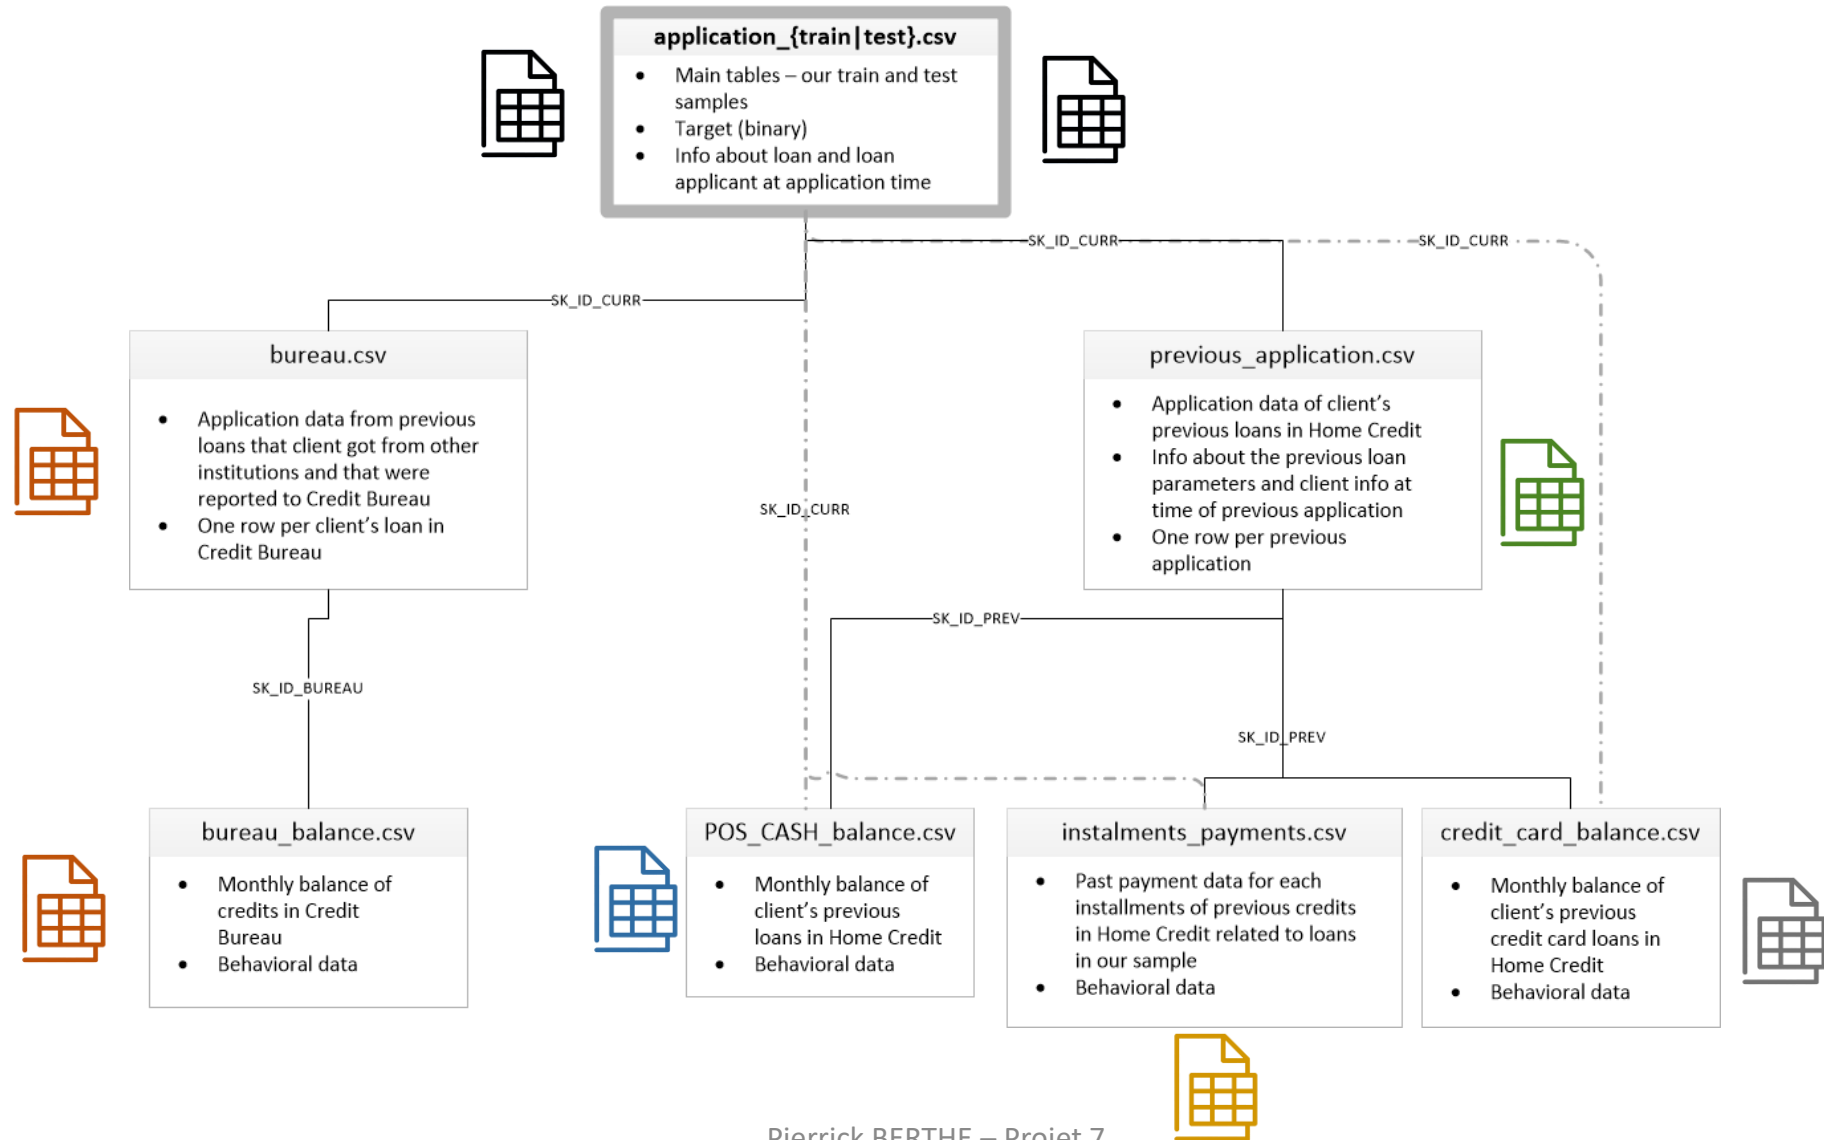 application_{train|test}.csv
• Main tables – our train and test
samples
• Target (binary)
• Info about loan and loan
applicant at application time
SK_ID_CURR
SK_ID_CURR
SK_ID_CURR
bureau.csv
• Application data from previous
loans that client got from other
institutions and that were
reported to Credit Bureau
• One row per client's loan in
Credit Bureau
previous_application.csv
• Application data of client's
previous loans in Home Credit
• Info about the previous loan
parameters and client info at
time of previous application
• One row per previous
application
SK_ID_CURR
SK_ID_PREV
SK_ID_BUREAU
SK_ID_PREV
bureau_balance.csv
• Monthly balance of
credits in Credit
Bureau
• Behavioral data
POS_CASH_balance.csv
• Monthly balance of
client's previous
loans in Home Credit
• Behavioral data
instalments_payments.csv
• Past payment data for each
installments of previous credits
in Home Credit related to loans
in our sample
• Behavioral data
credit_card_balance.csv
• Monthly balance of
client's previous
credit card loans in
Home Credit
• Behavioral data
Pierrick BERTHE – Projet 7